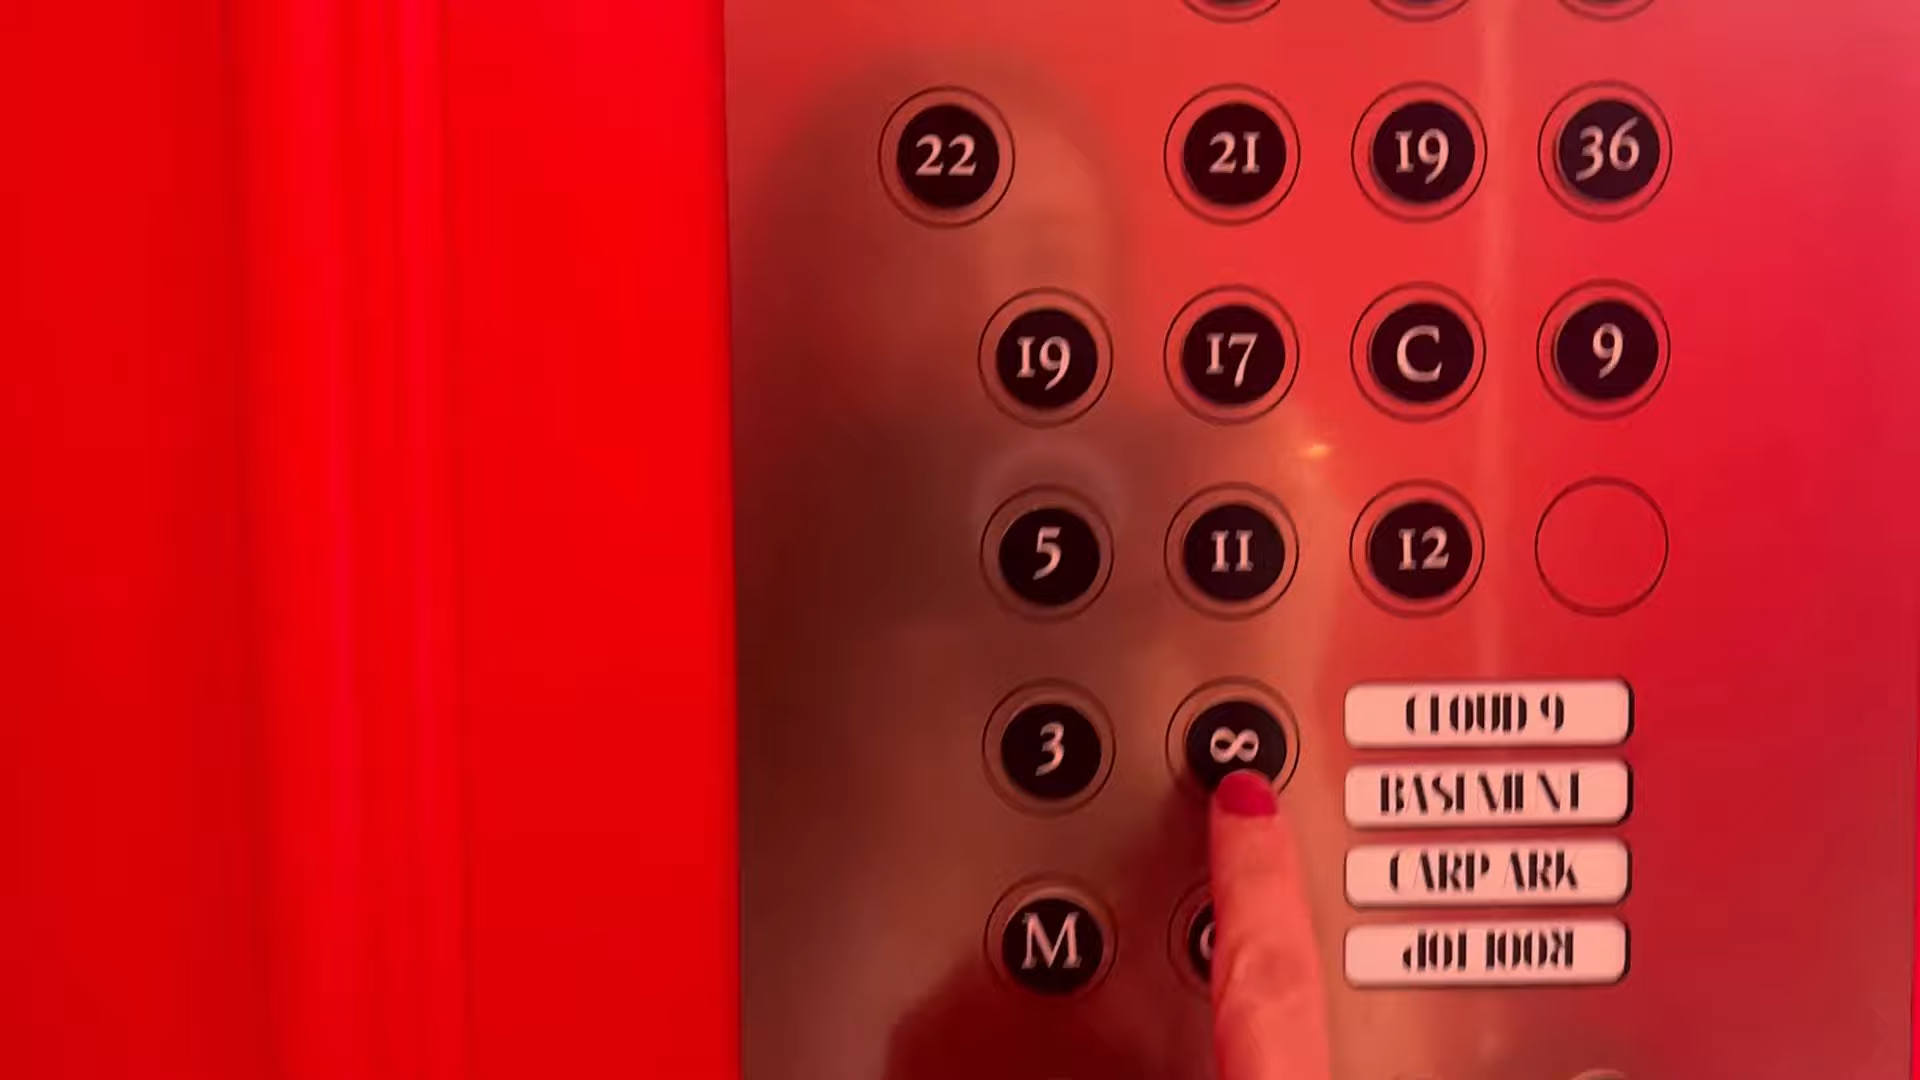 22 21 19 36
19 17 C 9
5 11 12
3 ∞
M
CLOUD 9
BASEMENT
CARP ARK
ROOF TOP